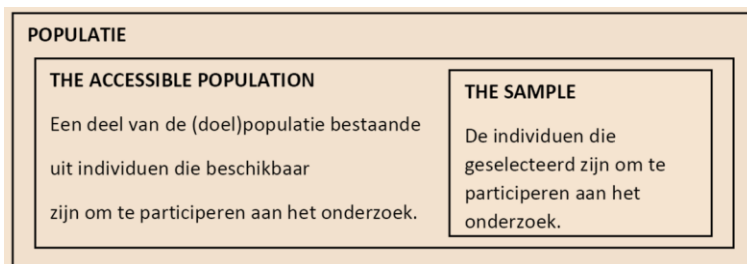 POPULATIE
THE ACCESSIBLE POPULATION
Een deel van de (doel)populatie bestaande
uit individuen die beschikbaar
zijn om te participeren aan het onderzoek.
THE SAMPLE
De individuen die
geselecteerd zijn om te
participeren aan het
onderzoek.